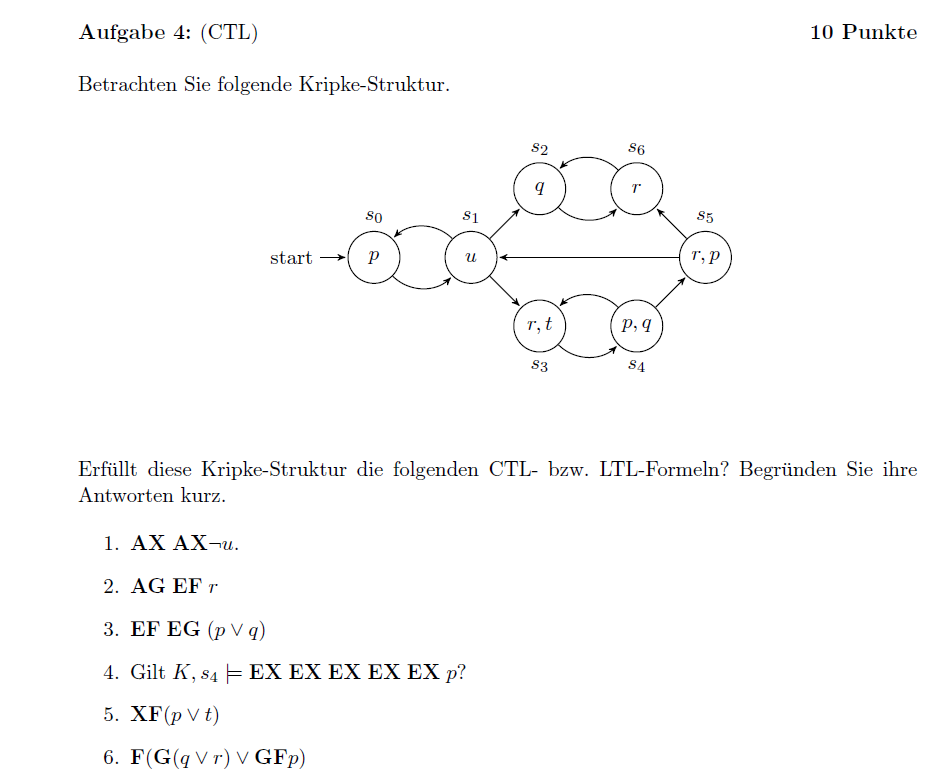 Aufgabe 4: (CTL) 10 Punkte
Betrachten Sie folgende Kripke-Struktur.
s₂ s₆
q r
s₀ s₁ s₅
start p u r, p
r, t p, q
s₃ s₄
Erfüllt diese Kripke-Struktur die folgenden CTL- bzw. LTL-Formeln? Begründen Sie ihre
Antworten kurz.
1. AX AX¬u.
2. AG EF r
3. EF EG (p ∨ q)
4. Gilt K, s₄ ⊨ EX EX EX EX EX p?
5. XF(p ∨ t)
6. F(G(q ∨ r) ∨ GFp)